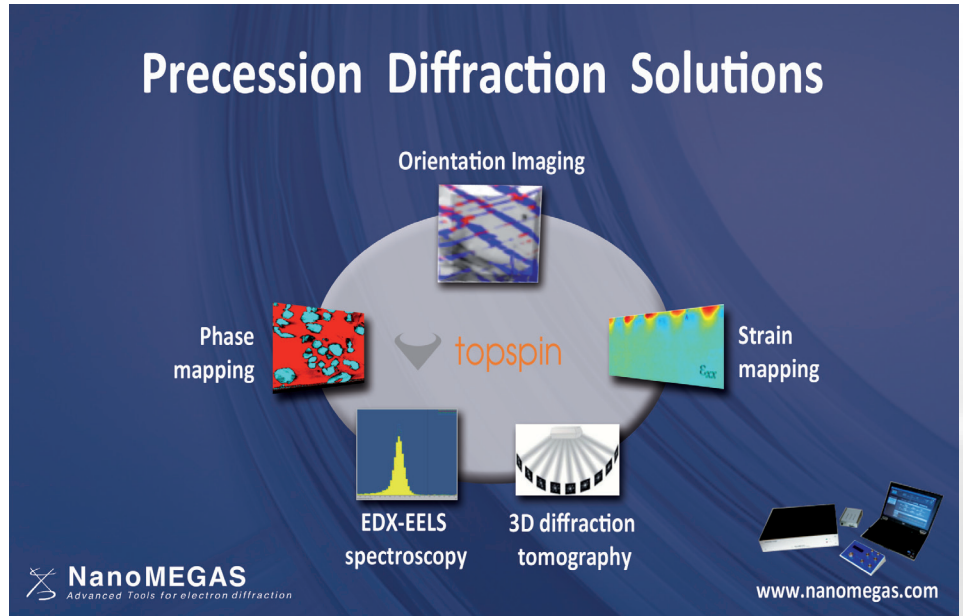 Precession Diffraction Solutions
Orientation Imaging
Phase
mapping
topspin
Strain
mapping
εxx
EDX-EELS
spectroscopy
3D diffraction
tomography
NanoMEGAS
Advanced Tools for electron diffraction
www.nanomegas.com